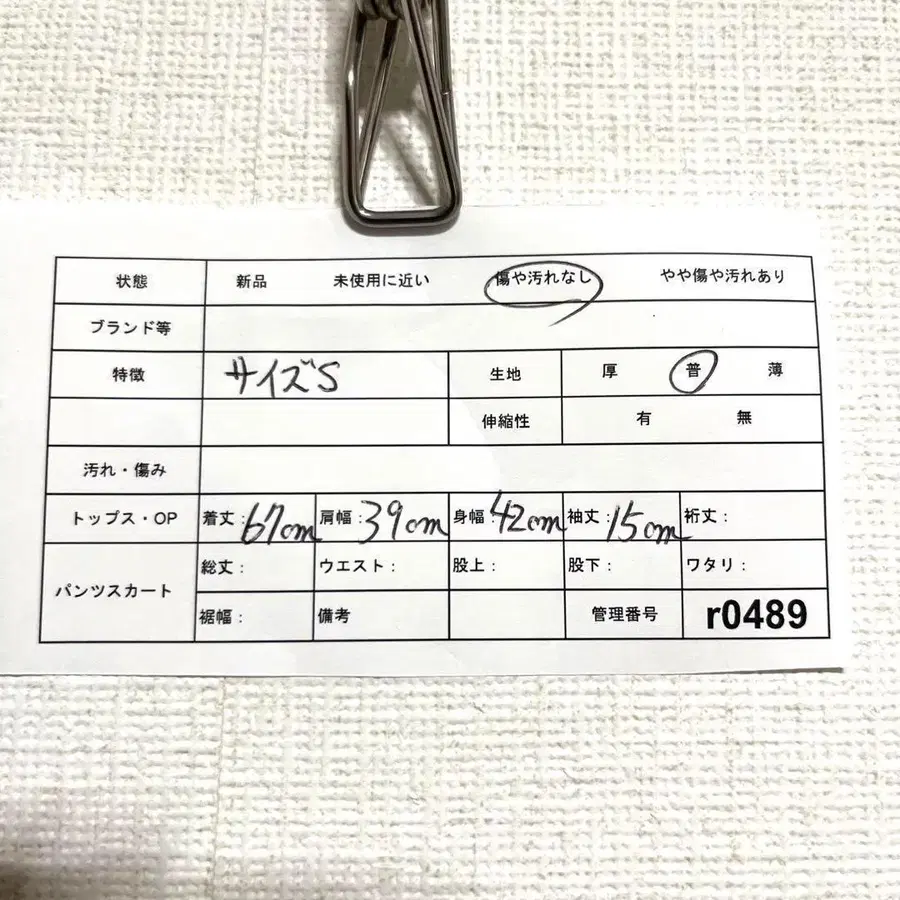 状態 新品 未使用に近い 傷や汚れなし やや傷や汚れあり
ブランド等
特徴 サイズS 生地 厚 普 薄
伸縮性 有 無
汚れ・傷み
トップス・OP 着丈:67cm 肩幅:39cm 身幅:42cm 袖丈:15cm 裄丈:
パンツスカート 総丈: ウエスト: 股上: 股下: ワタリ:
裾幅: 備考 管理番号 r0489